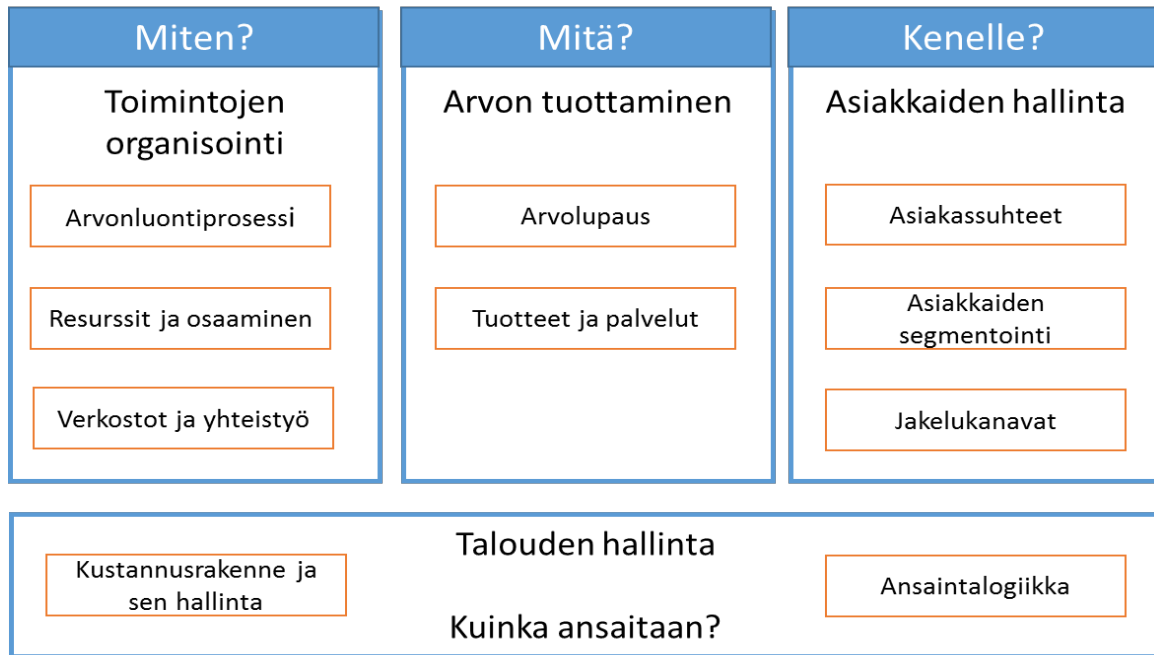 Miten?
Toimintojen
organisointi
Arvonluontiprosessi
Resurssit ja osaaminen
Verkostot ja yhteistyö
Mitä?
Arvon tuottaminen
Arvolupaus
Tuotteet ja palvelut
Kenelle?
Asiakkaiden hallinta
Asiakassuhteet
Asiakkaiden
segmentointi
Jakelukanavat
Talouden hallinta
Kustannusrakenne ja
sen hallinta
Ansaintalogiikka
Kuinka ansaitaan?